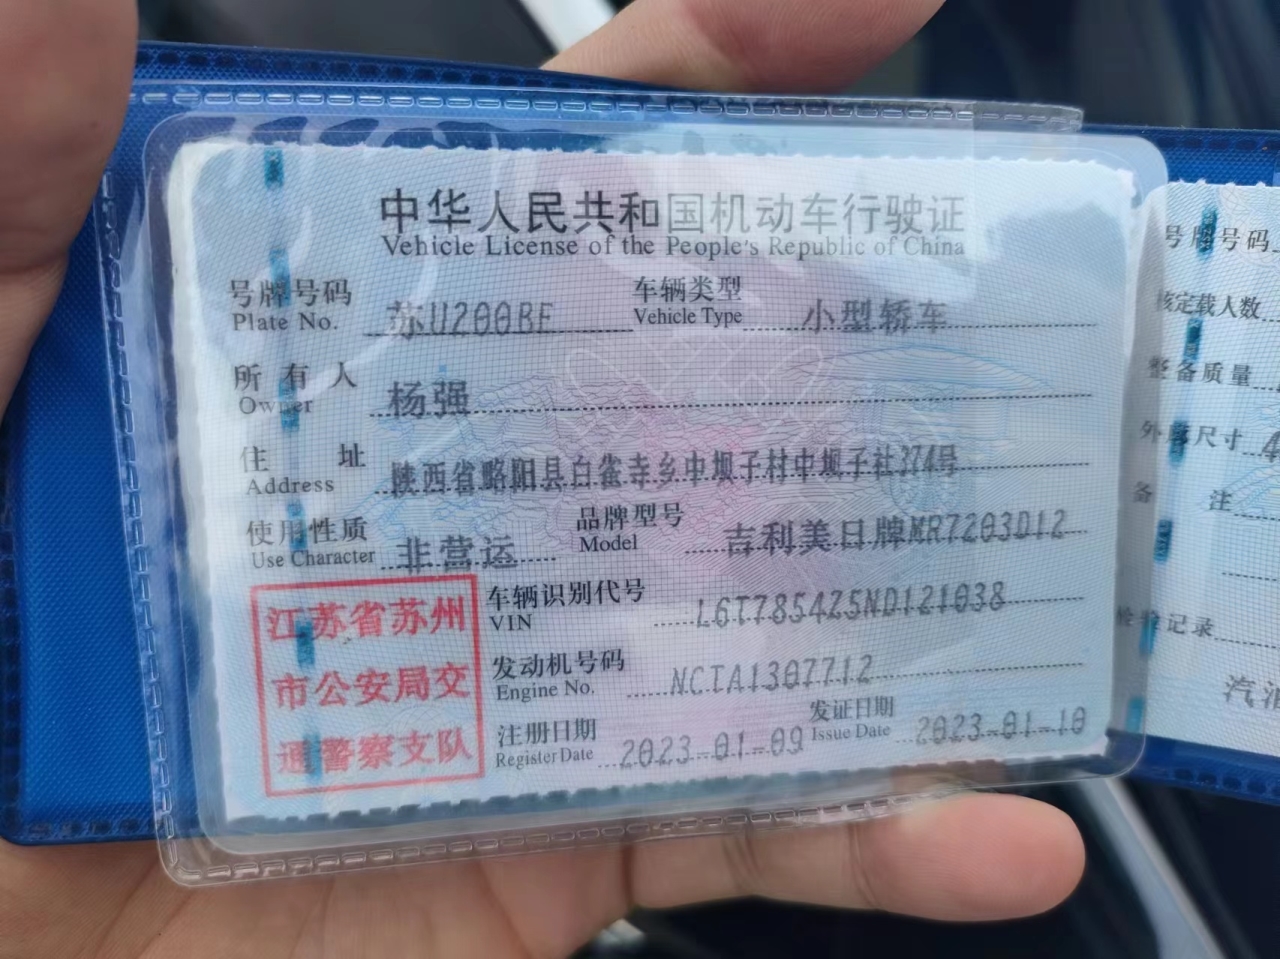 中华人民共和国机动车行驶证
Vehicle License of the People's Republic of China
号牌号码 苏U200BF 车辆类型 小型轿车
Plate No. Vehicle Type
所有人 杨强
Owner
住址 陕西省略阳县白雀寺乡中坝子村中坝子社374号
Address
使用性质 非营运 品牌型号 吉利美日牌MR7203D12
Use Character Model
车辆识别代号 L6T7854Z5ND121038
VIN
发动机号码 NCTA1307712
Engine No.
注册日期 2023-01-09 发证日期 2023-01-10
Register Date Issue Date
江苏省苏州
市公安局交
通警察支队
号牌号码
核定载人数
整备质量
外廓尺寸 4
备注
检验记录
汽油